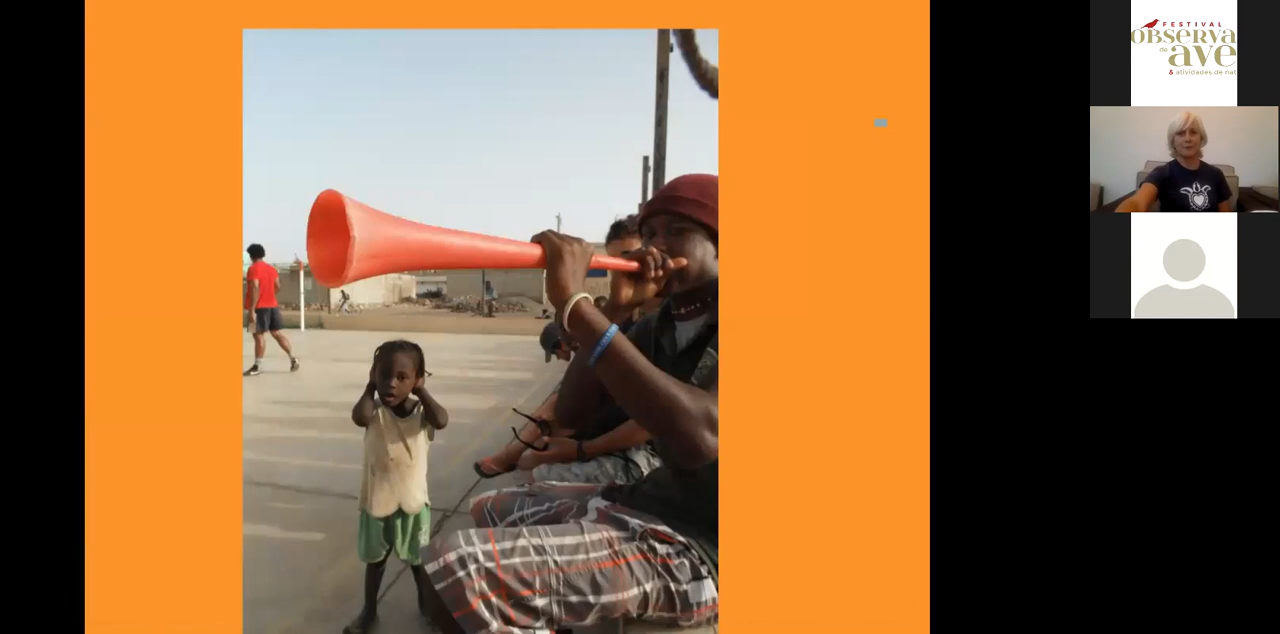 FESTIVAL
OBSERVA
de
ave
& atividades de nat